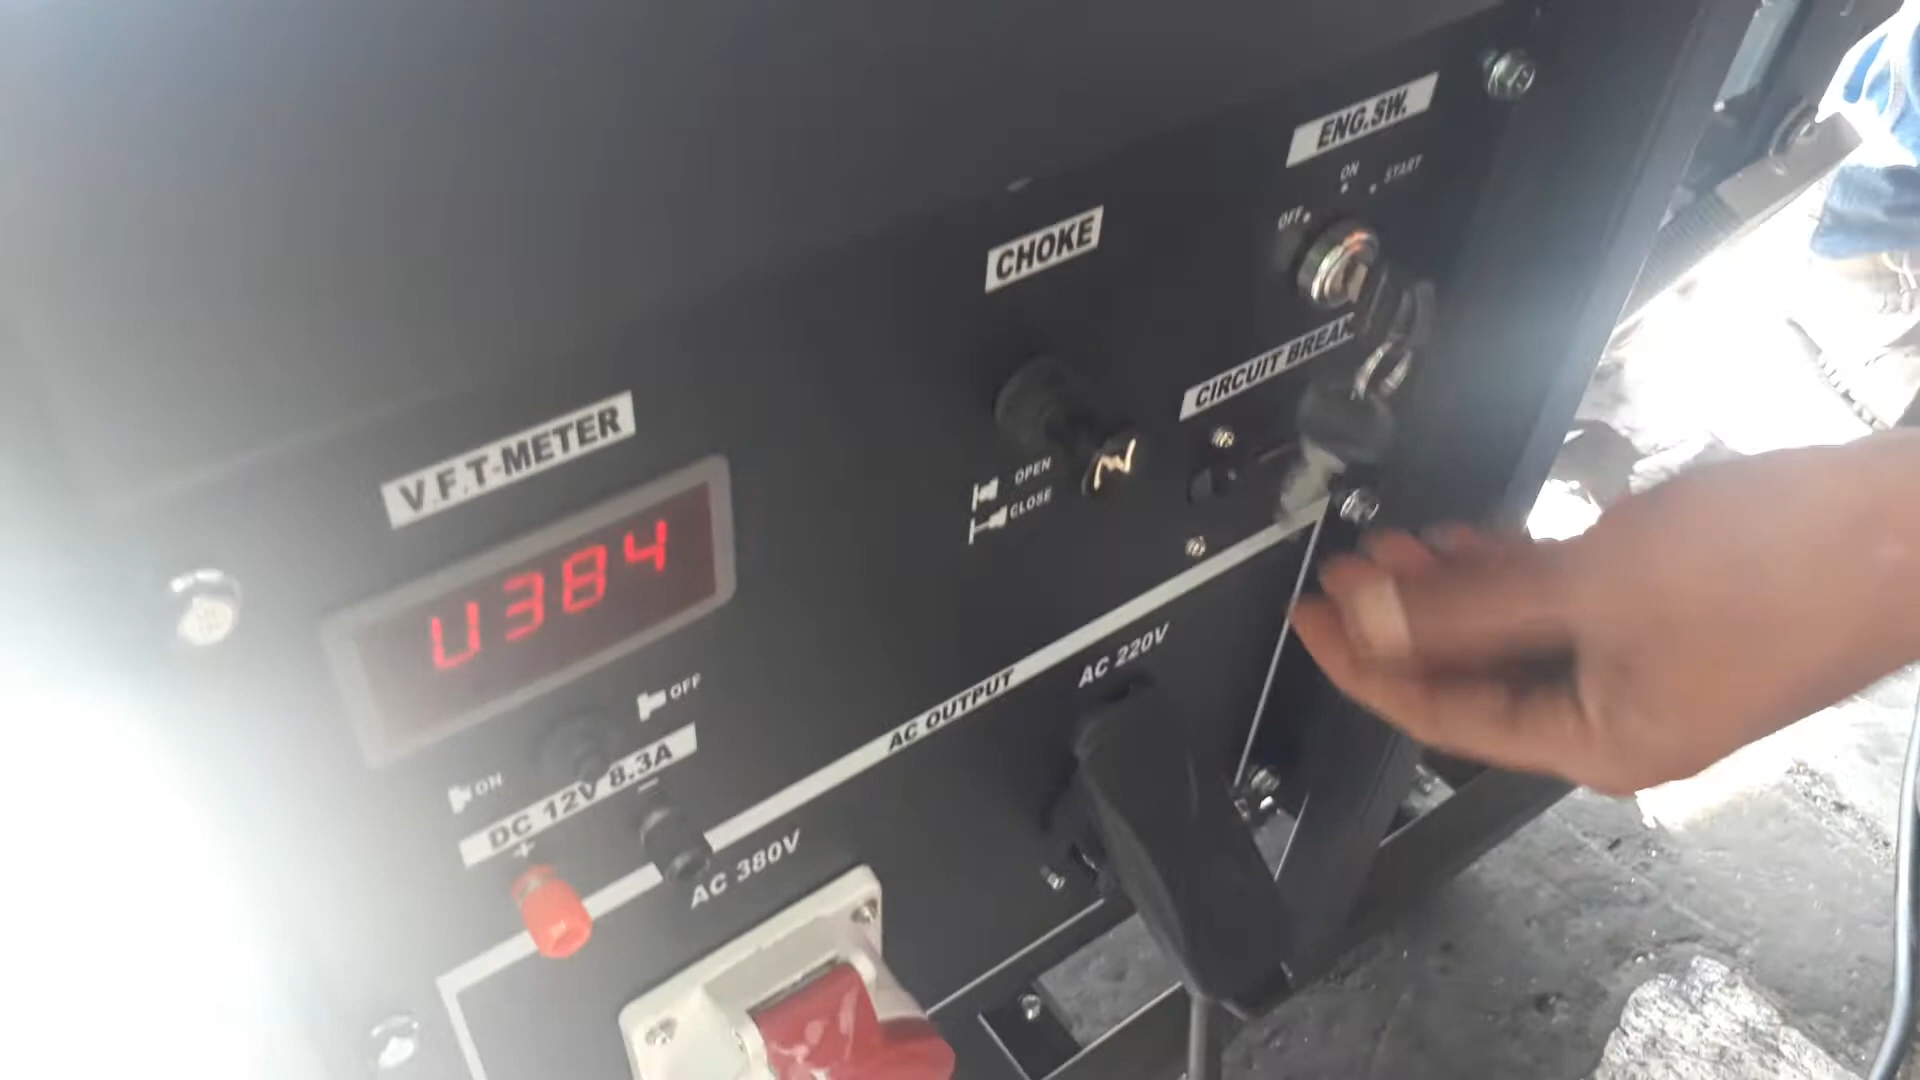 ENG.SW.
ON
START
OFF
CHOKE
CIRCUIT BREAK
OPEN
CLOSE
V.F.T-METER
U384
OFF
ON
DC 12V 8.3A
+
−
AC OUTPUT
AC 220V
AC 380V